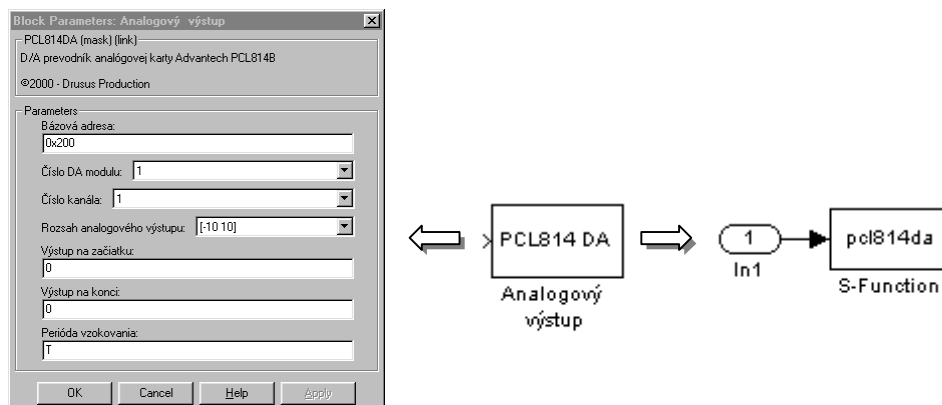 Block Parameters: Analogový výstup
PCL814DA (mask) (link)
D/A prevodník analógovej karty Advantech PCL814B
©2000 - Drusus Production
Parameters
Bázová adresa:
0x200
Číslo DA modulu: 1
Číslo kanála: 1
Rozsah analogového výstupu: [-10 10]
Výstup na začiatku:
0
Výstup na konci:
0
Perióda vzokovania:
T
OK Cancel Help Apply
PCL814 DA
Analogový
výstup
1
In1
pcl814da
S-Function